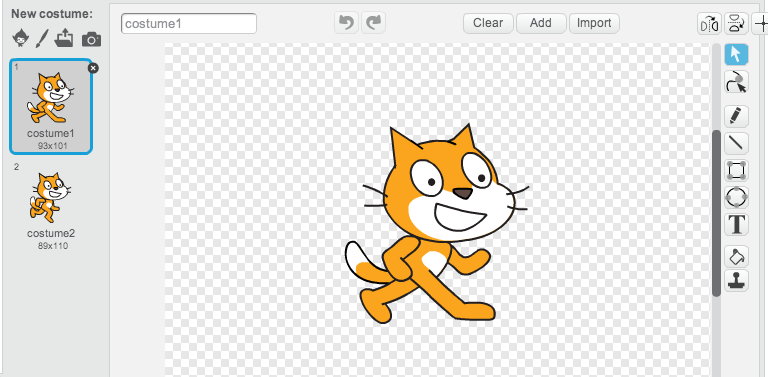 New costume:
costume1
Clear
Add
Import
1
costume1
93x101
2
costume2
89x110
T